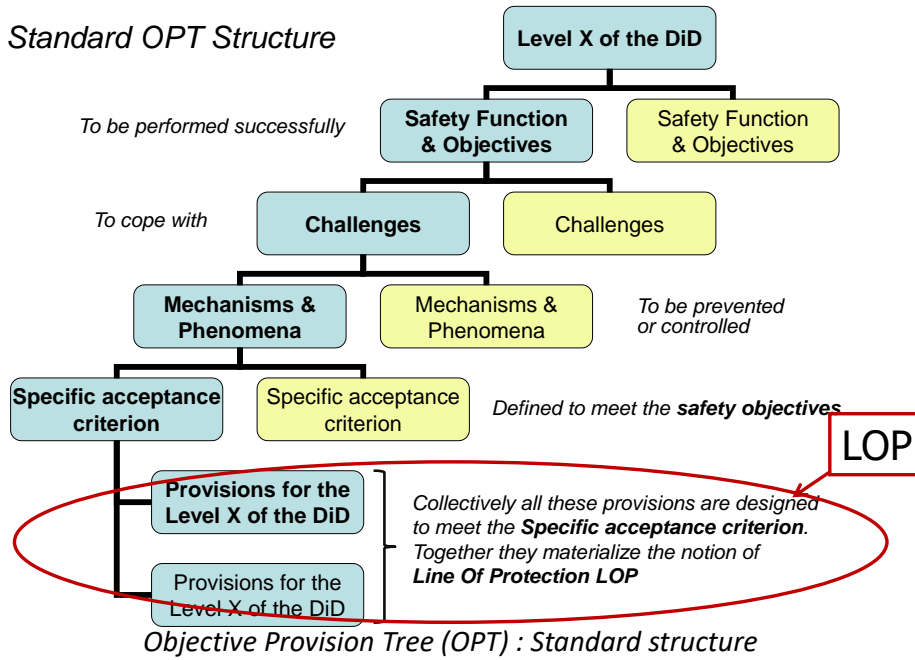 Standard OPT Structure
Level X of the DiD
To be performed successfully
Safety Function
& Objectives
Safety Function
& Objectives
To cope with
Challenges
Challenges
Mechanisms &
Phenomena
Mechanisms &
Phenomena
To be prevented
or controlled
Specific acceptance
criterion
Specific acceptance
criterion
Defined to meet the safety objectives
LOP
Provisions for the
Level X of the DiD
Collectively all these provisions are designed
to meet the Specific acceptance criterion.
Together they materialize the notion of
Line Of Protection LOP
Provisions for the
Level X of the DiD
Objective Provision Tree (OPT) : Standard structure